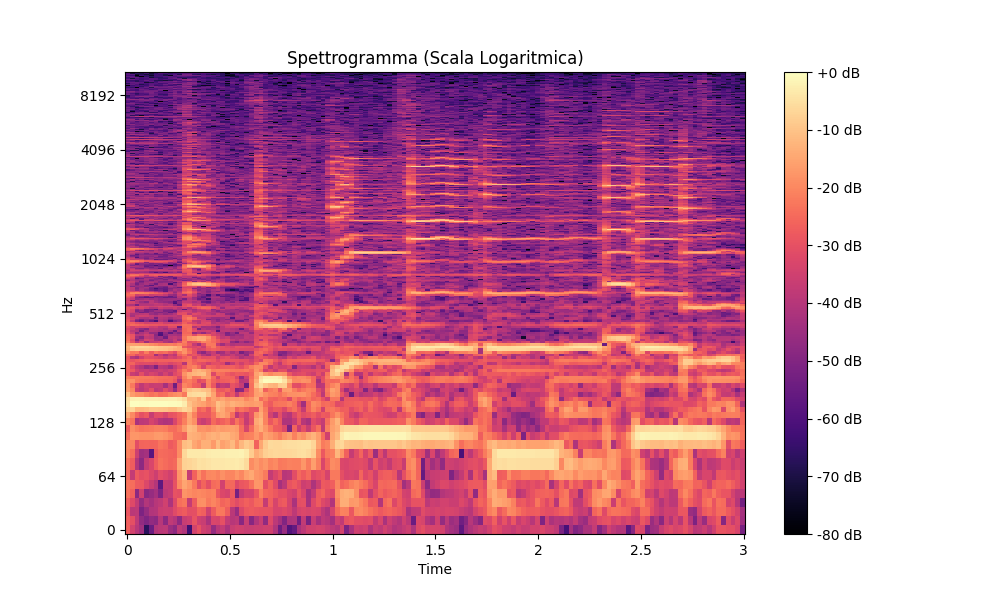 Spettrogramma (Scala Logaritmica)
Hz
8192
4096
2048
1024
512
256
128
64
0
0 0.5 1 1.5 2 2.5 3
Time
+0 dB
-10 dB
-20 dB
-30 dB
-40 dB
-50 dB
-60 dB
-70 dB
-80 dB